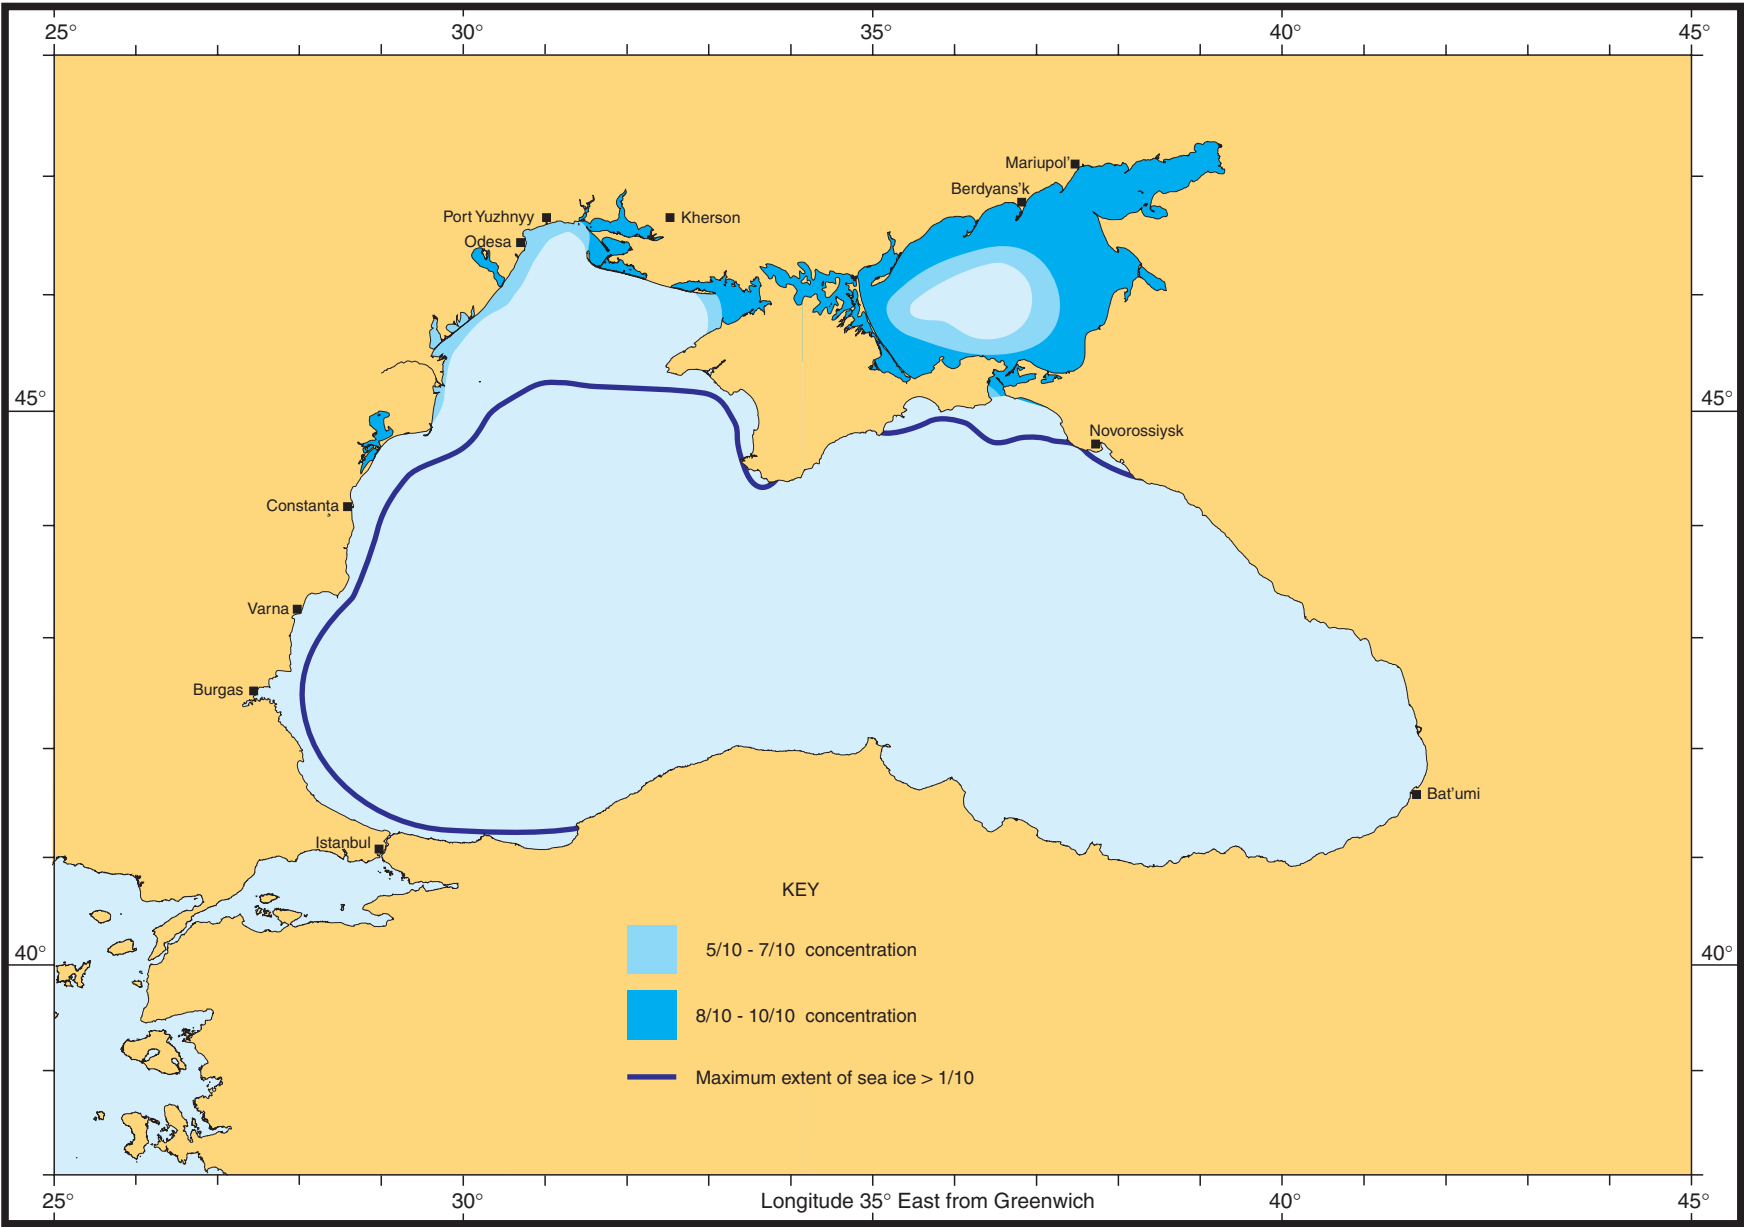 25° 30° 35° 40° 45°
Mariupol'
Berdyans'k
Port Yuzhnyy
Kherson
Odesa
45° 45°
Novorossiysk
Constanţa
Varna
Burgas
Bat'umi
Istanbul
KEY
40° 40°
5/10 - 7/10 concentration
8/10 - 10/10 concentration
Maximum extent of sea ice > 1/10
25° 30° Longitude 35° East from Greenwich 40° 45°